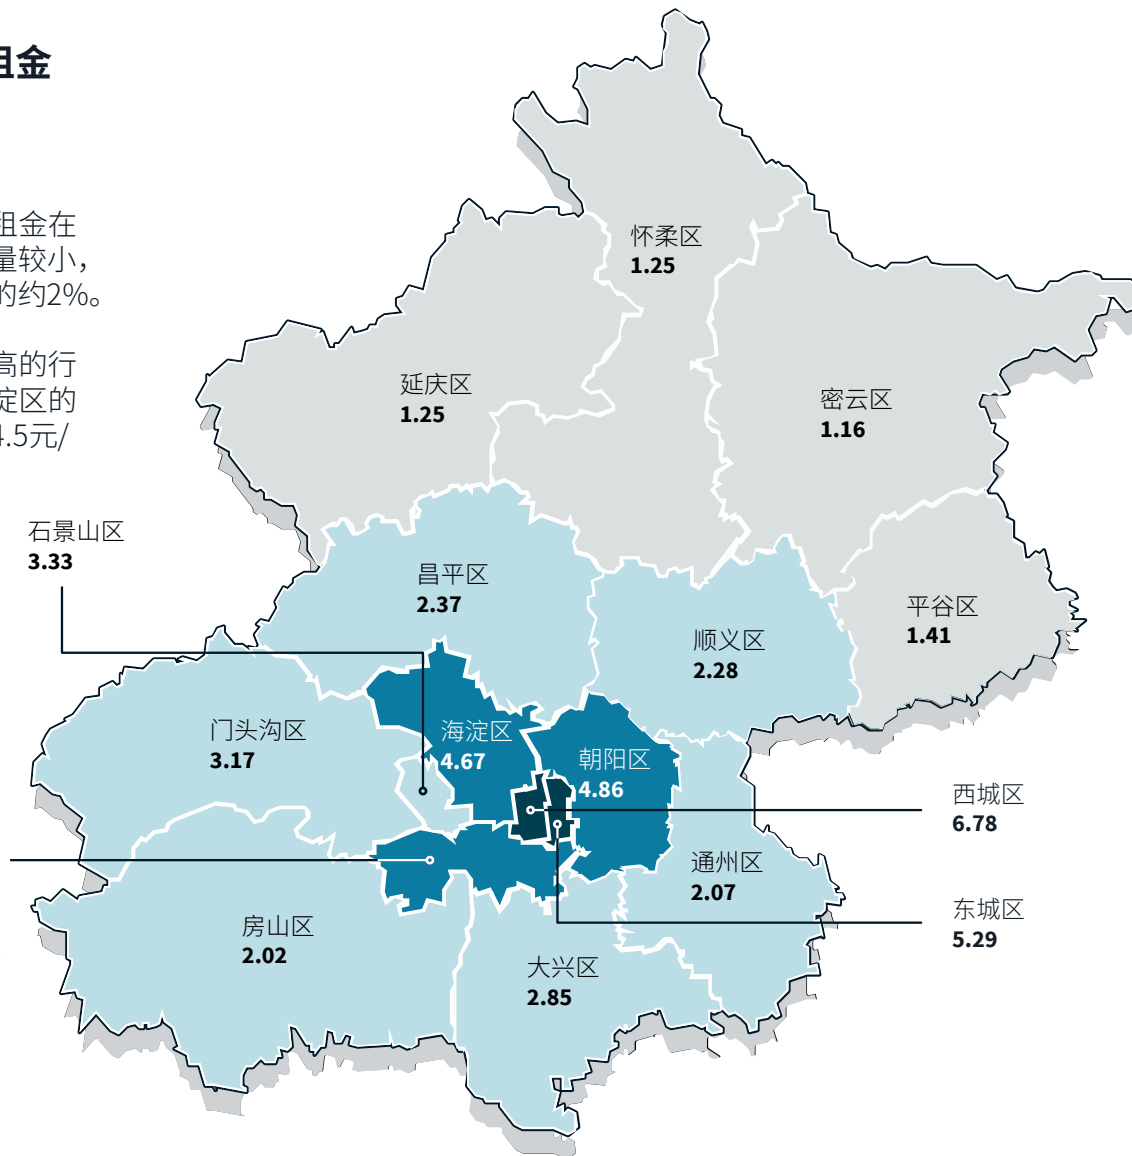 租金
租金在
量较小，
的约2%。
高的行
淀区的
4.5元/
怀柔区
1.25
延庆区
1.25
密云区
1.16
石景山区
3.33
昌平区
2.37
平谷区
1.41
顺义区
2.28
门头沟区
3.17
海淀区
4.67
朝阳区
4.86
西城区
6.78
通州区
2.07
东城区
5.29
房山区
2.02
大兴区
2.85